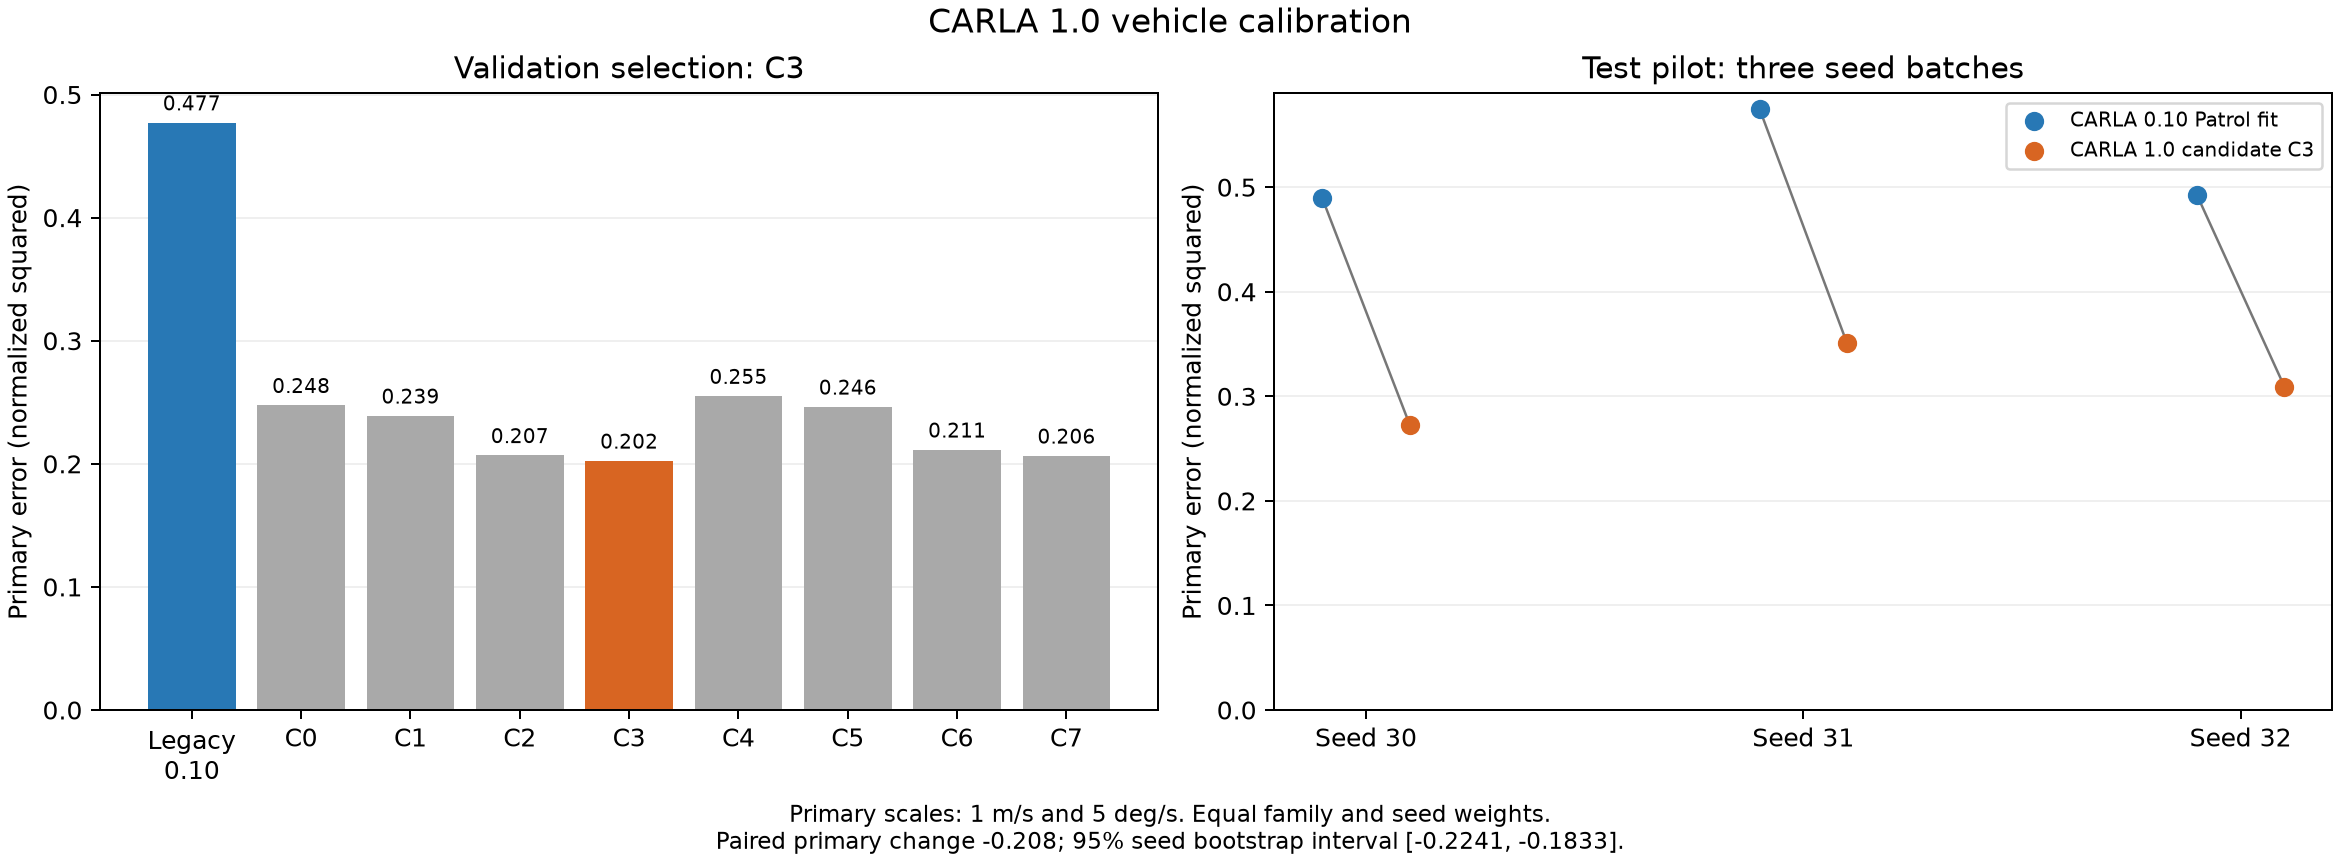 CARLA 1.0 vehicle calibration
Validation selection: C3
Primary error (normalized squared)
0.5
0.4
0.3
0.2
0.1
0.0
0.477
0.248
0.239
0.207
0.202
0.255
0.246
0.211
0.206
Legacy
0.10
C0
C1
C2
C3
C4
C5
C6
C7
Test pilot: three seed batches
Primary error (normalized squared)
0.5
0.4
0.3
0.2
0.1
0.0
CARLA 0.10 Patrol fit
CARLA 1.0 candidate C3
Seed 30
Seed 31
Seed 32
Primary scales: 1 m/s and 5 deg/s. Equal family and seed weights.
Paired primary change -0.208; 95% seed bootstrap interval [-0.2241, -0.1833].